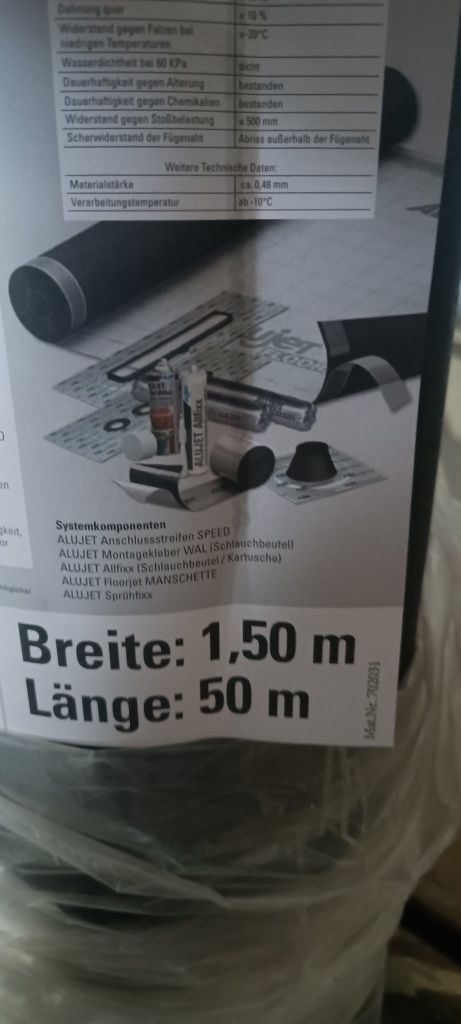 Dehnung quer ≥ 10 %
Widerstand gegen Falzen bei
niedrigen Temperaturen ≥-20°C
Wasserdichtheit bei 60 KPa dicht
Dauerhaftigkeit gegen Alterung bestanden
Dauerhaftigkeit gegen Chemikalien bestanden
Widerstand gegen Stoßbelastung 500 mm
Scherwiderstand der Fügenaht Abriss außerhalb der Fügenaht
Weitere Technische Daten:
Materialstärke ca. 0,48 mm
Verarbeitungstemperatur ab -10°C
alujet
FLOOR
ALUJET Allfixx
Systemkomponenten
ALUJET Anschlussstreifen SPEED
ALUJET Montagekleber WAL (Schlauchbeutel)
ALUJET Allfixx (Schlauchbeutel / Kartusche)
ALUJET Floorjet MANSCHETTE
ALUJET Sprühfixx
Breite: 1,50 m
Länge: 50 m
Mat.Nr. 702031